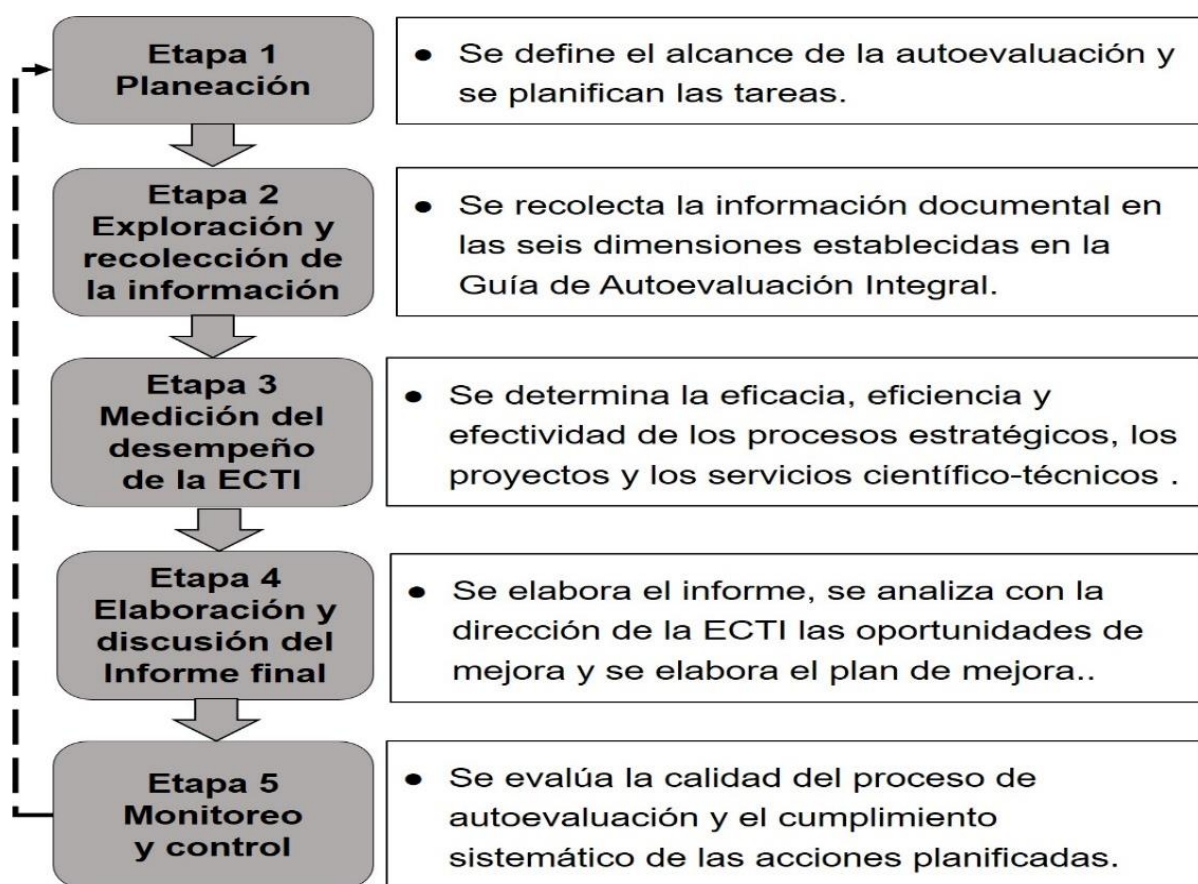 Etapa 1
Planeación
• Se define el alcance de la autoevaluación y
se planifican las tareas.
Etapa 2
Exploración y
recolección de
la información
• Se recolecta la información documental en
las seis dimensiones establecidas en la
Guía de Autoevaluación Integral.
Etapa 3
Medición del
desempeño
de la ECTI
• Se determina la eficacia, eficiencia y
efectividad de los procesos estratégicos, los
proyectos y los servicios científico-técnicos .
Etapa 4
Elaboración y
discusión del
Informe final
• Se elabora el informe, se analiza con la
dirección de la ECTI las oportunidades de
mejora y se elabora el plan de mejora..
Etapa 5
Monitoreo
y control
• Se evalúa la calidad del proceso de
autoevaluación y el cumplimiento
sistemático de las acciones planificadas.